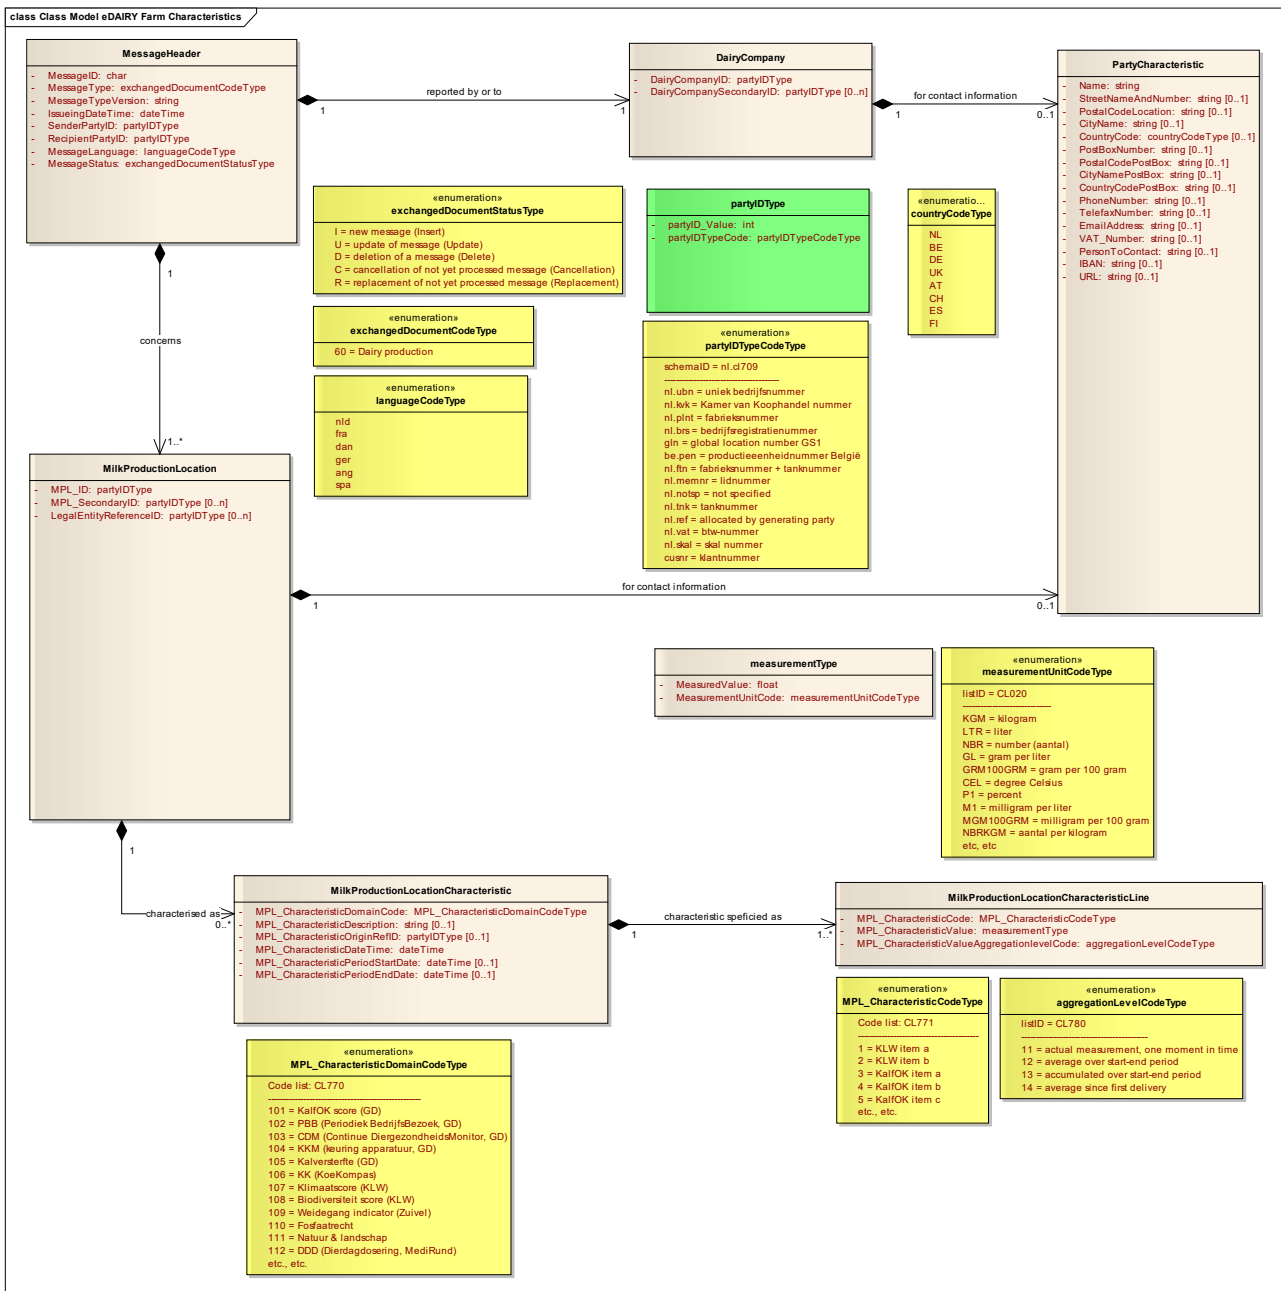 class Class Model eDAIRY Farm Characteristics
MessageHeader
- MessageID: char
- MessageType: exchangedDocumentCodeType
- MessageTypeVersion: string
- IssueingDateTime: dateTime
- SenderPartyID: partyIDType
- RecipientPartyID: partyIDType
- MessageLanguage: languageCodeType
- MessageStatus: exchangedDocumentStatusType
reported by or to
1
1
DairyCompany
- DairyCompanyID: partyIDType
- DairyCompanySecondaryID: partyIDType [0..n]
for contact information
1
0..1
PartyCharacteristic
- Name: string
- StreetNameAndNumber: string [0..1]
- PostalCodeLocation: string [0..1]
- CityName: string [0..1]
- CountryCode: countryCodeType [0..1]
- PostBoxNumber: string [0..1]
- PostalCodePostBox: string [0..1]
- CityNamePostBox: string [0..1]
- CountryCodePostBox: string [0..1]
- PhoneNumber: string [0..1]
- TelefaxNumber: string [0..1]
- EmailAddress: string [0..1]
- VAT_Number: string [0..1]
- PersonToContact: string [0..1]
- IBAN: string [0..1]
- URL: string [0..1]
«enumeration»
exchangedDocumentStatusType
I = new message (Insert)
U = update of message (Update)
D = deletion of a message (Delete)
C = cancellation of not yet processed message (Cancellation)
R = replacement of not yet processed message (Replacement)
partyIDType
- partyID_Value: int
- partyIDTypeCode: partyIDTypeCodeType
«enumeratio...
countryCodeType
NL
BE
DE
UK
AT
CH
ES
FI
1
concerns
1..*
«enumeration»
exchangedDocumentCodeType
60 = Dairy production
«enumeration»
languageCodeType
nld
fra
dan
ger
ang
spa
«enumeration»
partyIDTypeCodeType
schemaID = nl.cl709
----------------------------------------
nl.ubn = uniek bedrijfsnummer
nl.kvk = Kamer van Koophandel nummer
nl.plnt = fabrieksnummer
nl.brs = bedrijfsregistratienummer
gln = global location number GS1
be.pen = productieeenheidnummer België
nl.ftn = fabrieksnummer + tanknummer
nl.memnr = lidnummer
nl.notsp = not specified
nl.tnk = tanknummer
nl.ref = allocated by generating party
nl.vat = btw-nummer
nl.skal = skal nummer
cusnr = klantnummer
MilkProductionLocation
- MPL_ID: partyIDType
- MPL_SecondaryID: partyIDType [0..n]
- LegalEntityReferenceID: partyIDType [0..n]
for contact information
1
0..1
measurementType
- MeasuredValue: float
- MeasurementUnitCode: measurementUnitCodeType
«enumeration»
measurementUnitCodeType
listID = CL020
-------------------------------
KGM = kilogram
LTR = liter
NBR = number (aantal)
GL = gram per liter
GRM100GRM = gram per 100 gram
CEL = degree Celsius
P1 = percent
M1 = milligram per liter
MGM100GRM = milligram per 100 gram
NBRKGM = aantal per kilogram
etc, etc
1
characterised as
0..*
MilkProductionLocationCharacteristic
- MPL_CharacteristicDomainCode: MPL_CharacteristicDomainCodeType
- MPL_CharacteristicDescription: string [0..1]
- MPL_CharacteristicOriginRefID: partyIDType [0..1]
- MPL_CharacteristicDateTime: dateTime
- MPL_CharacteristicPeriodStartDate: dateTime [0..1]
- MPL_CharacteristicPeriodEndDate: dateTime [0..1]
characteristic speficied as
1
1..*
MilkProductionLocationCharacteristicLine
- MPL_CharacteristicCode: MPL_CharacteristicCodeType
- MPL_CharacteristicValue: measurementType
- MPL_CharacteristicValueAggregationlevelCode: aggregationLevelCodeType
«enumeration»
MPL_CharacteristicCodeType
Code list: CL771
------------------------------------------
1 = KLW item a
2 = KLW item b
3 = KalfOK item a
4 = KalfOK item b
5 = KalfOK item c
etc., etc.
«enumeration»
aggregationLevelCodeType
listID = CL780
--------------------------------------------
11 = actual measurement, one moment in time
12 = average over start-end period
13 = accumulated over start-end period
14 = average since first delivery
«enumeration»
MPL_CharacteristicDomainCodeType
Code list: CL770
-----------------------------------------------------
101 = KalfOK score (GD)
102 = PBB (Periodiek BedrijfsBezoek, GD)
103 = CDM (Continue DiergezondheidsMonitor, GD)
104 = KKM (keuring apparatuur, GD)
105 = Kalversterfte (GD)
106 = KK (KoeKompas)
107 = Klimaatscore (KLW)
108 = Biodiversiteit score (KLW)
109 = Weidegang indicator (Zuivel)
110 = Fosfaatrecht
111 = Natuur & landschap
112 = DDD (Dierdagdosering, MediRund)
etc., etc.